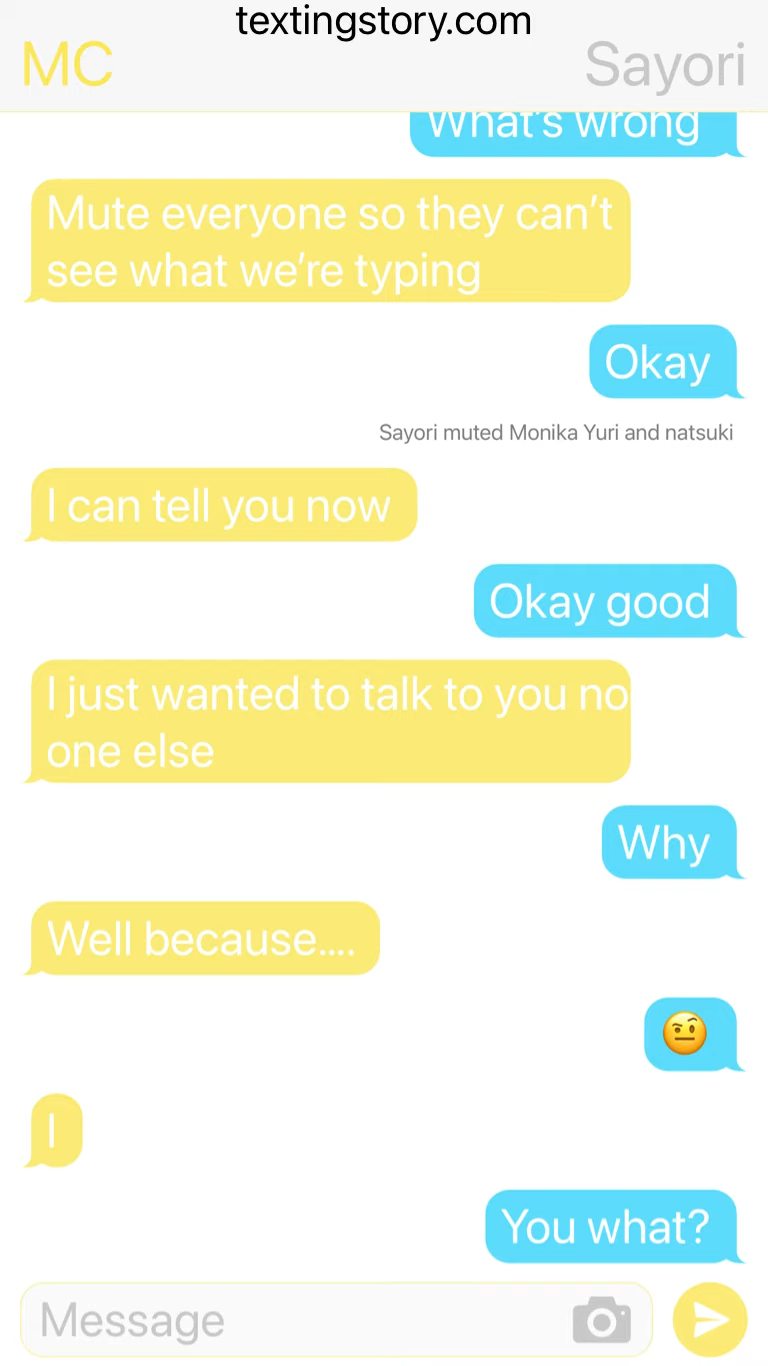 textingstory.com
MC
Sayori
What's wrong
Mute everyone so they can't
see what we're typing
Okay
Sayori muted Monika Yuri and natsuki
I can tell you now
Okay good
I just wanted to talk to you no
one else
Why
Well because....
🤨
I
You what?
Message